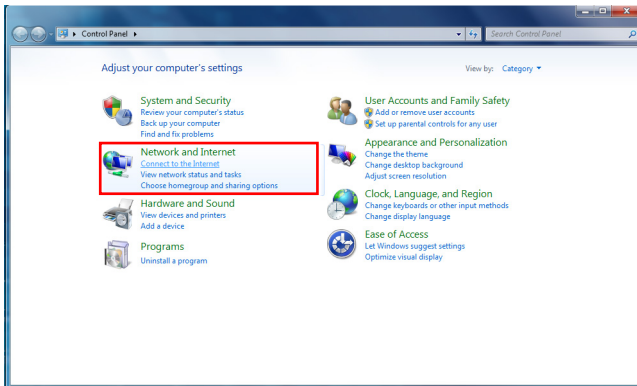 Control Panel
Search Control Panel
Adjust your computer's settings
View by: Category
System and Security
Review your computer's status
Back up your computer
Find and fix problems
Network and Internet
Connect to the Internet
View network status and tasks
Choose homegroup and sharing options
Hardware and Sound
View devices and printers
Add a device
Programs
Uninstall a program
User Accounts and Family Safety
Add or remove user accounts
Set up parental controls for any user
Appearance and Personalization
Change the theme
Change desktop background
Adjust screen resolution
Clock, Language, and Region
Change keyboards or other input methods
Change display language
Ease of Access
Let Windows suggest settings
Optimize visual display